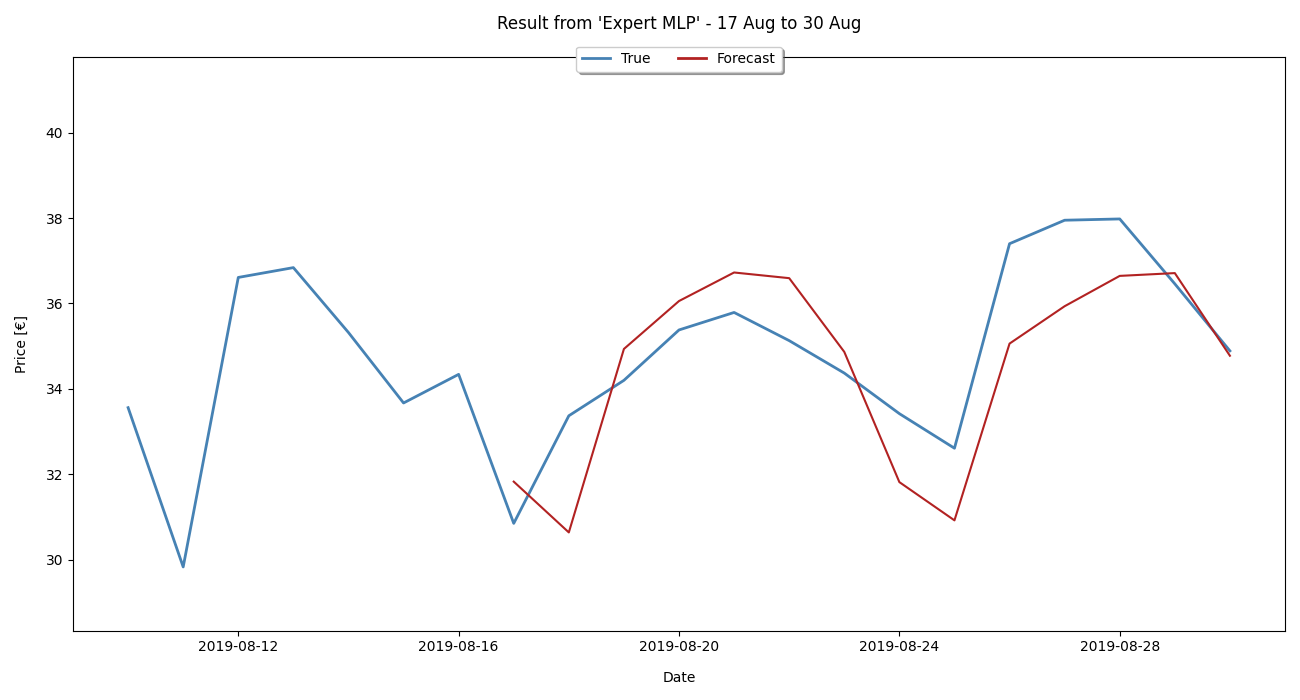 Result from 'Expert MLP' - 17 Aug to 30 Aug
True Forecast
40
38
36
34
32
30
Price [€]
2019-08-12 2019-08-16 2019-08-20 2019-08-24 2019-08-28
Date